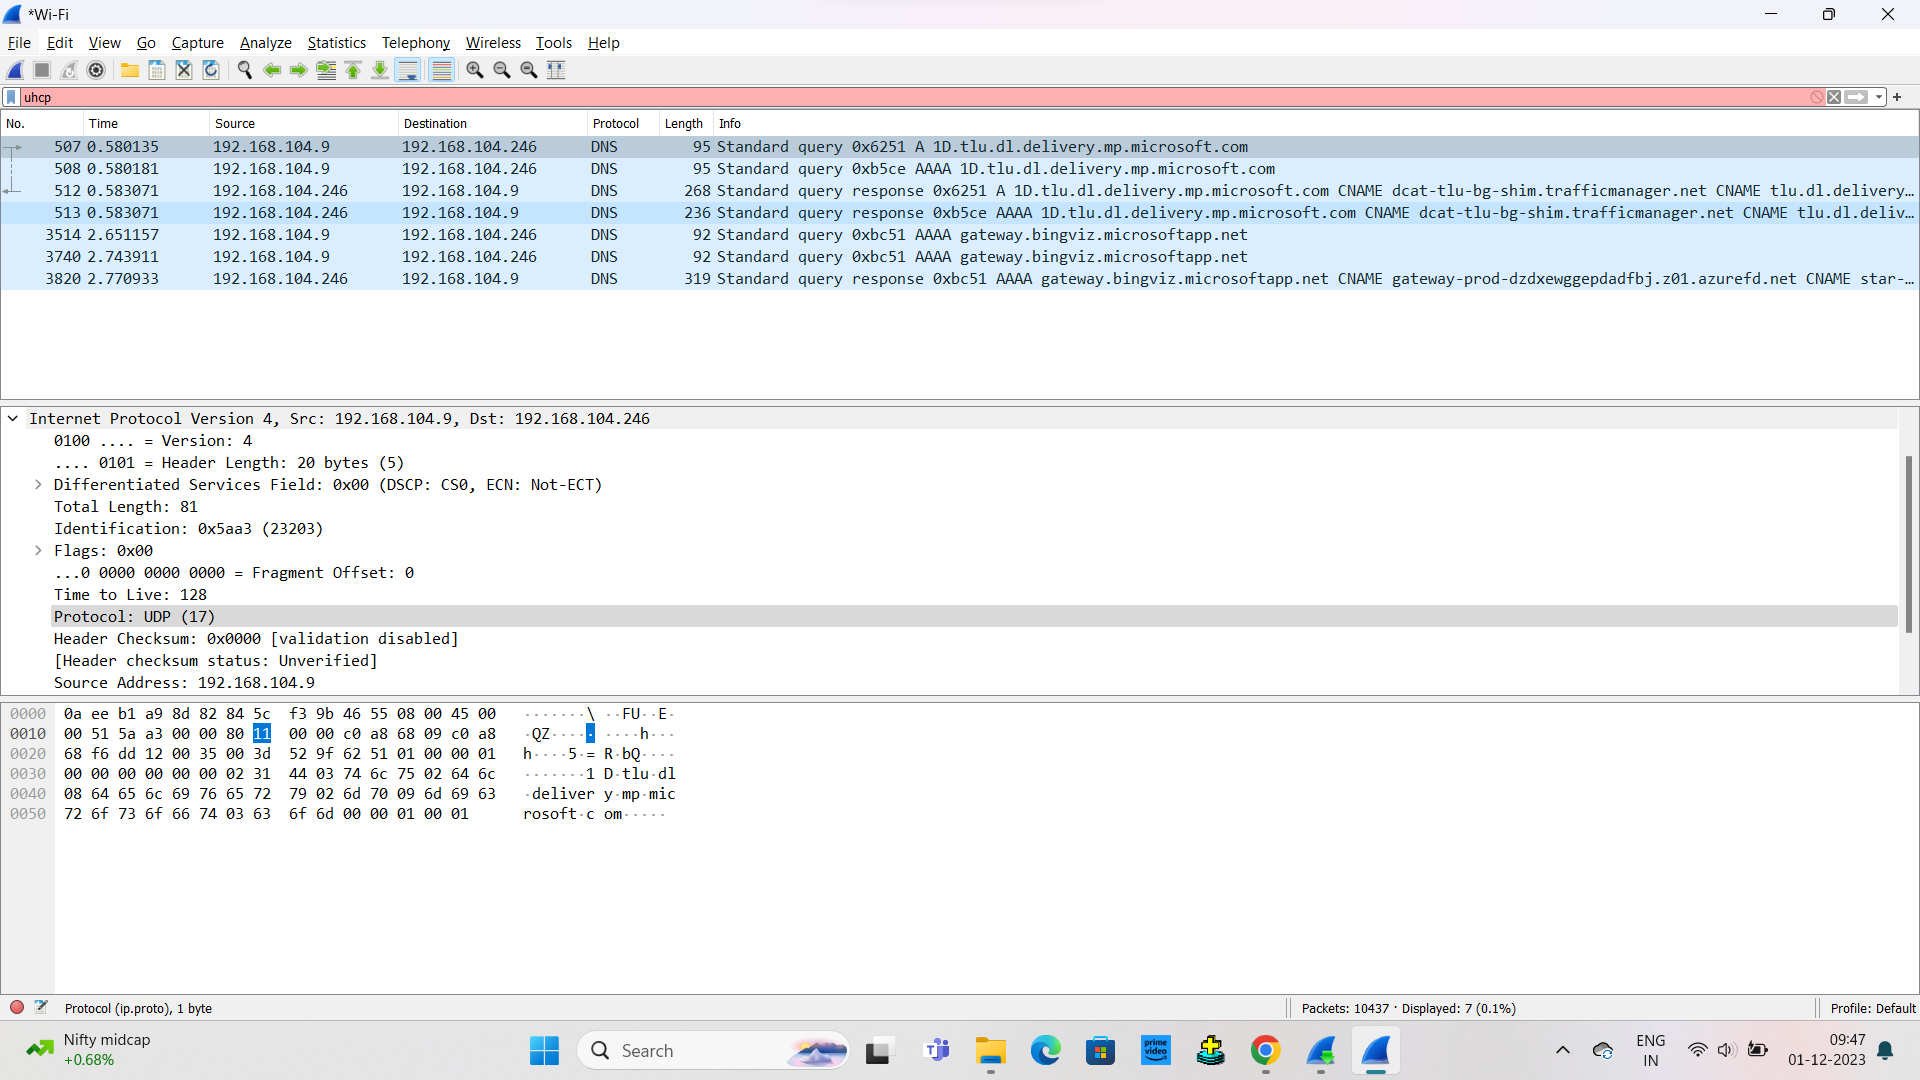 *Wi-Fi
File Edit View Go Capture Analyze Statistics Telephony Wireless Tools Help
uhcp
No. Time Source Destination Protocol Length Info
507 0.580135 192.168.104.9 192.168.104.246 DNS 95 Standard query 0x6251 A 1D.tlu.dl.delivery.mp.microsoft.com
508 0.580181 192.168.104.9 192.168.104.246 DNS 95 Standard query 0xb5ce AAAA 1D.tlu.dl.delivery.mp.microsoft.com
512 0.583071 192.168.104.246 192.168.104.9 DNS 268 Standard query response 0x6251 A 1D.tlu.dl.delivery.mp.microsoft.com CNAME dcat-tlu-bg-shim.trafficmanager.net CNAME tlu.dl.delivery…
513 0.583071 192.168.104.246 192.168.104.9 DNS 236 Standard query response 0xb5ce AAAA 1D.tlu.dl.delivery.mp.microsoft.com CNAME dcat-tlu-bg-shim.trafficmanager.net CNAME tlu.dl.deliv…
3514 2.651157 192.168.104.9 192.168.104.246 DNS 92 Standard query 0xbc51 AAAA gateway.bingviz.microsoftapp.net
3740 2.743911 192.168.104.9 192.168.104.246 DNS 92 Standard query 0xbc51 AAAA gateway.bingviz.microsoftapp.net
3820 2.770933 192.168.104.246 192.168.104.9 DNS 319 Standard query response 0xbc51 AAAA gateway.bingviz.microsoftapp.net CNAME gateway-prod-dzdxewggepdadfbj.z01.azurefd.net CNAME star-…
Internet Protocol Version 4, Src: 192.168.104.9, Dst: 192.168.104.246
0100 .... = Version: 4
.... 0101 = Header Length: 20 bytes (5)
Differentiated Services Field: 0x00 (DSCP: CS0, ECN: Not-ECT)
Total Length: 81
Identification: 0x5aa3 (23203)
Flags: 0x00
...0 0000 0000 0000 = Fragment Offset: 0
Time to Live: 128
Protocol: UDP (17)
Header Checksum: 0x0000 [validation disabled]
[Header checksum status: Unverified]
Source Address: 192.168.104.9
0000 0a ee b1 a9 8d 82 84 5c f3 9b 46 55 08 00 45 00 ·······\ ··FU··E·
0010 00 51 5a a3 00 00 80 11 00 00 c0 a8 68 09 c0 a8 ·QZ····· ····h···
0020 68 f6 dd 12 00 35 00 3d 52 9f 62 51 01 00 00 01 h····5·= R·bQ····
0030 00 00 00 00 00 00 02 31 44 03 74 6c 75 02 64 6c ·······1 D·tlu·dl
0040 08 64 65 6c 69 76 65 72 79 02 6d 70 09 6d 69 63 ·deliver y·mp·mic
0050 72 6f 73 6f 66 74 03 63 6f 6d 00 00 01 00 01 rosoft·c om·····
Protocol (ip.proto), 1 byte Packets: 10437 · Displayed: 7 (0.1%) Profile: Default
Nifty midcap
+0.68%
Search
prime video
ENG
IN
09:47
01-12-2023